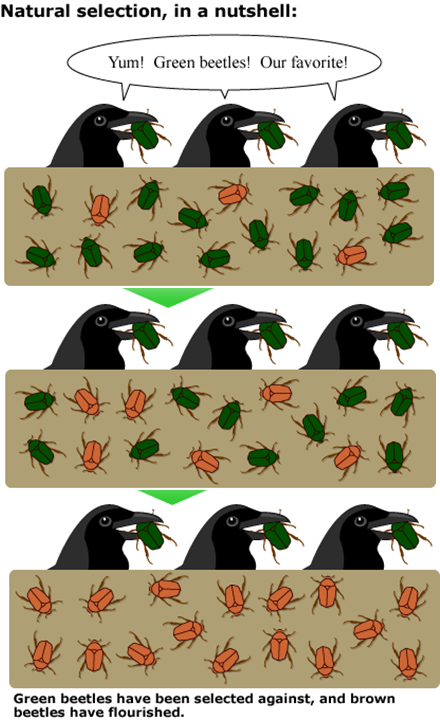 Natural selection, in a nutshell:
Yum! Green beetles! Our favorite!
Green beetles have been selected against, and brown
beetles have flourished.